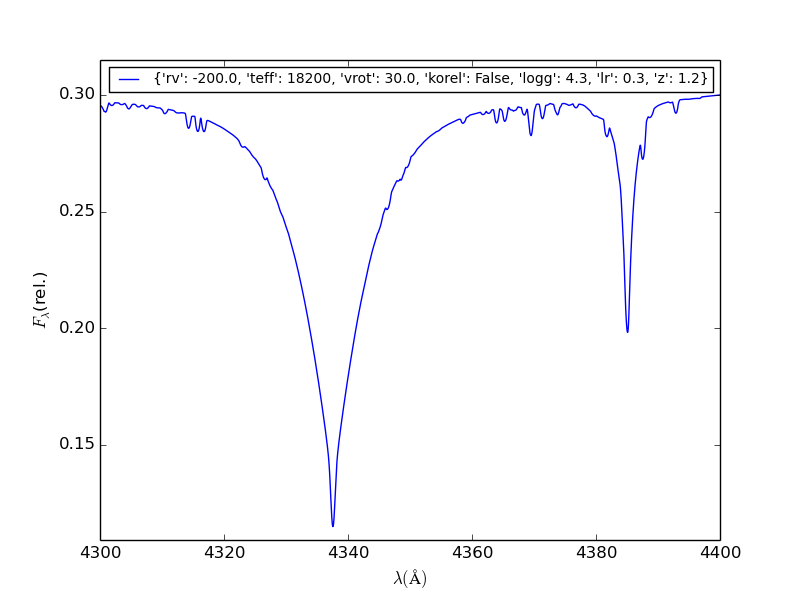 {'rv': -200.0, 'teff': 18200, 'vrot': 30.0, 'korel': False, 'logg': 4.3, 'lr': 0.3, 'z': 1.2}
0.30
0.25
0.20
0.15
F_λ(rel.)
4300 4320 4340 4360 4380 4400
λ(Å)